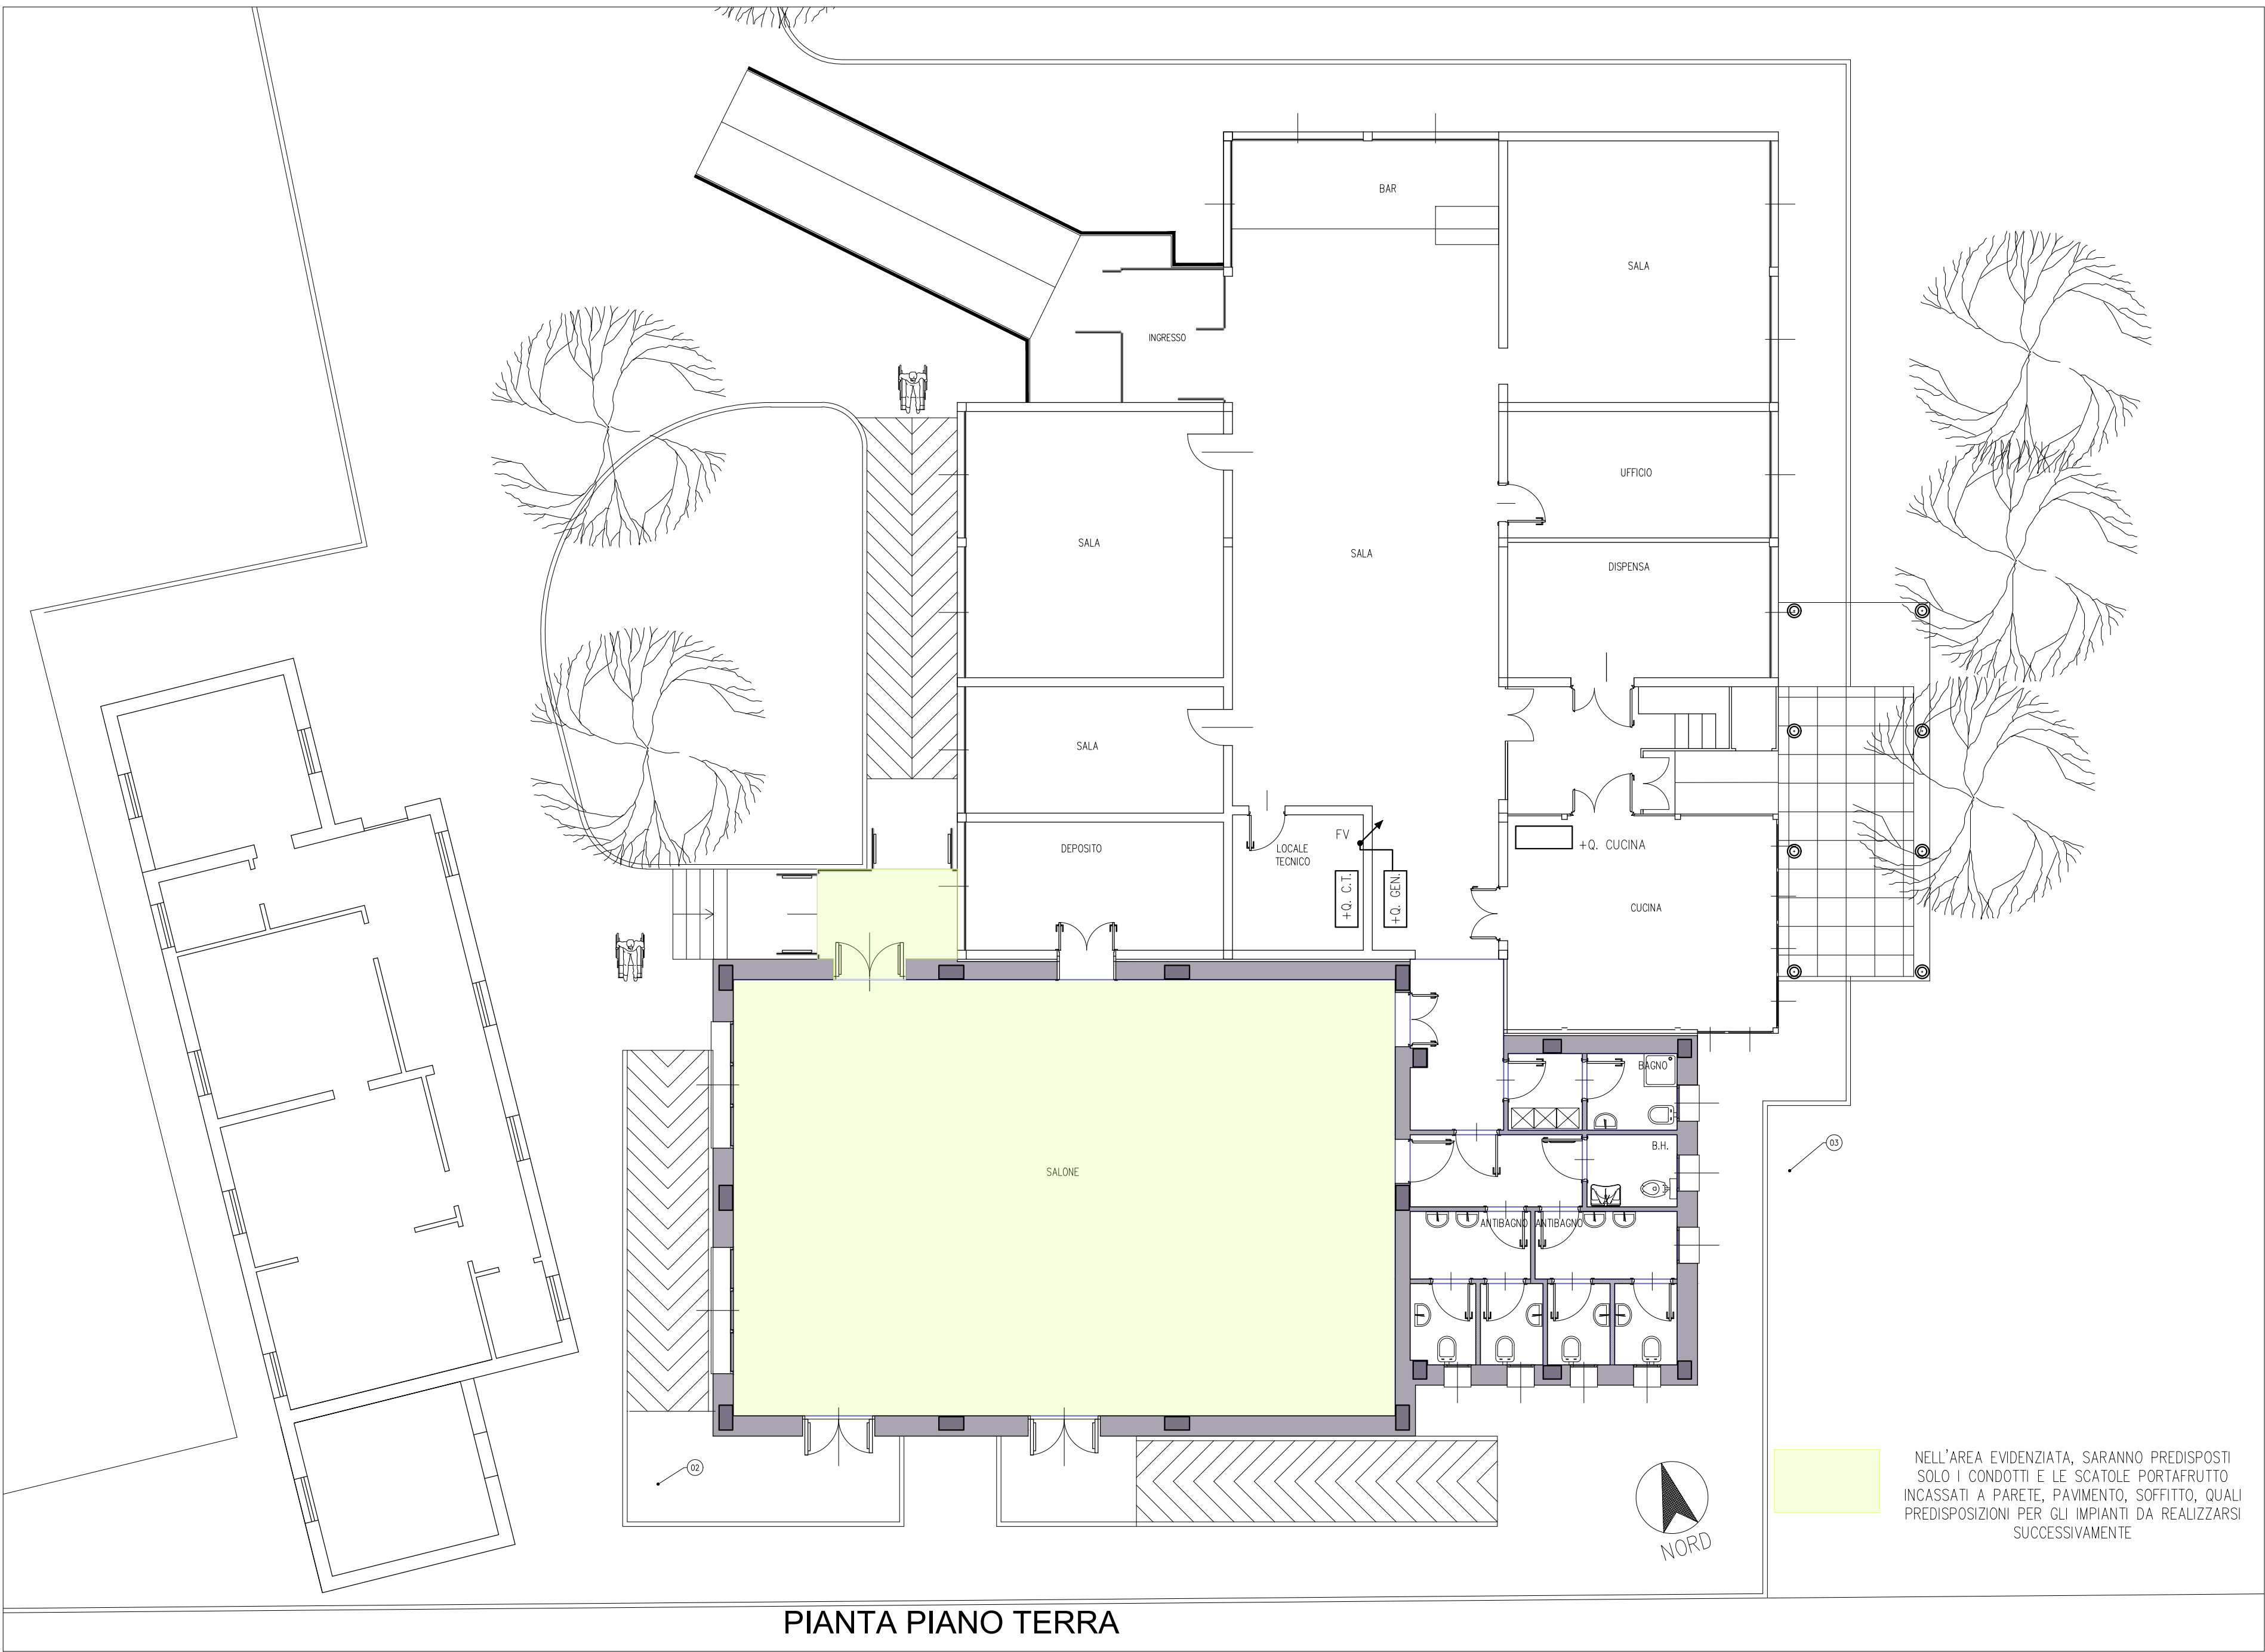 BAR
SALA
INGRESSO
UFFICIO
SALA
SALA
DISPENSA
SALA
FV
+Q. CUCINA
DEPOSITO
LOCALE
TECNICO
+Q. C.T.
+Q. GEN.
CUCINA
BAGNO
03
B.H.
SALONE
ANTIBAGNO
ANTIBAGNO
02
NORD
NELL'AREA EVIDENZIATA, SARANNO PREDISPOSTI
SOLO I CONDOTTI E LE SCATOLE PORTAFRUTTO
INCASSATI A PARETE, PAVIMENTO, SOFFITTO, QUALI
PREDISPOSIZIONI PER GLI IMPIANTI DA REALIZZARSI
SUCCESSIVAMENTE
PIANTA PIANO TERRA